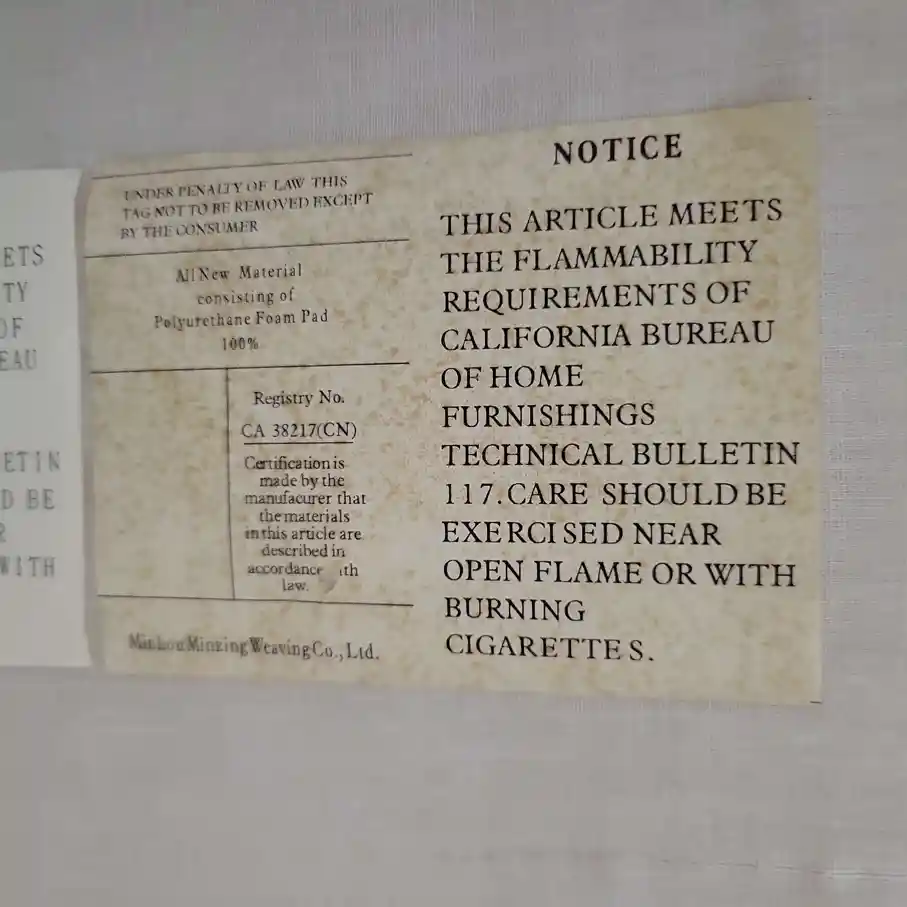 ETS
TY
OF
EAU
ETIN
D BE
R
WITH
UNDER PENALTY OF LAW THIS
TAG NOT TO BE REMOVED EXCEPT
BY THE CONSUMER
All New Material
consisting of
Polyurethane Foam Pad
100%
Registry No.
CA 38217(CN)
Certification is
made by the
manufacurer that
the materials
in this article are
described in
accordance ith
law.
Minzing Weaving Co., Ltd.
NOTICE
THIS ARTICLE MEETS
THE FLAMMABILITY
REQUIREMENTS OF
CALIFORNIA BUREAU
OF HOME
FURNISHINGS
TECHNICAL BULLETIN
117.CARE SHOULD BE
EXERCISED NEAR
OPEN FLAME OR WITH
BURNING
CIGARETTES.